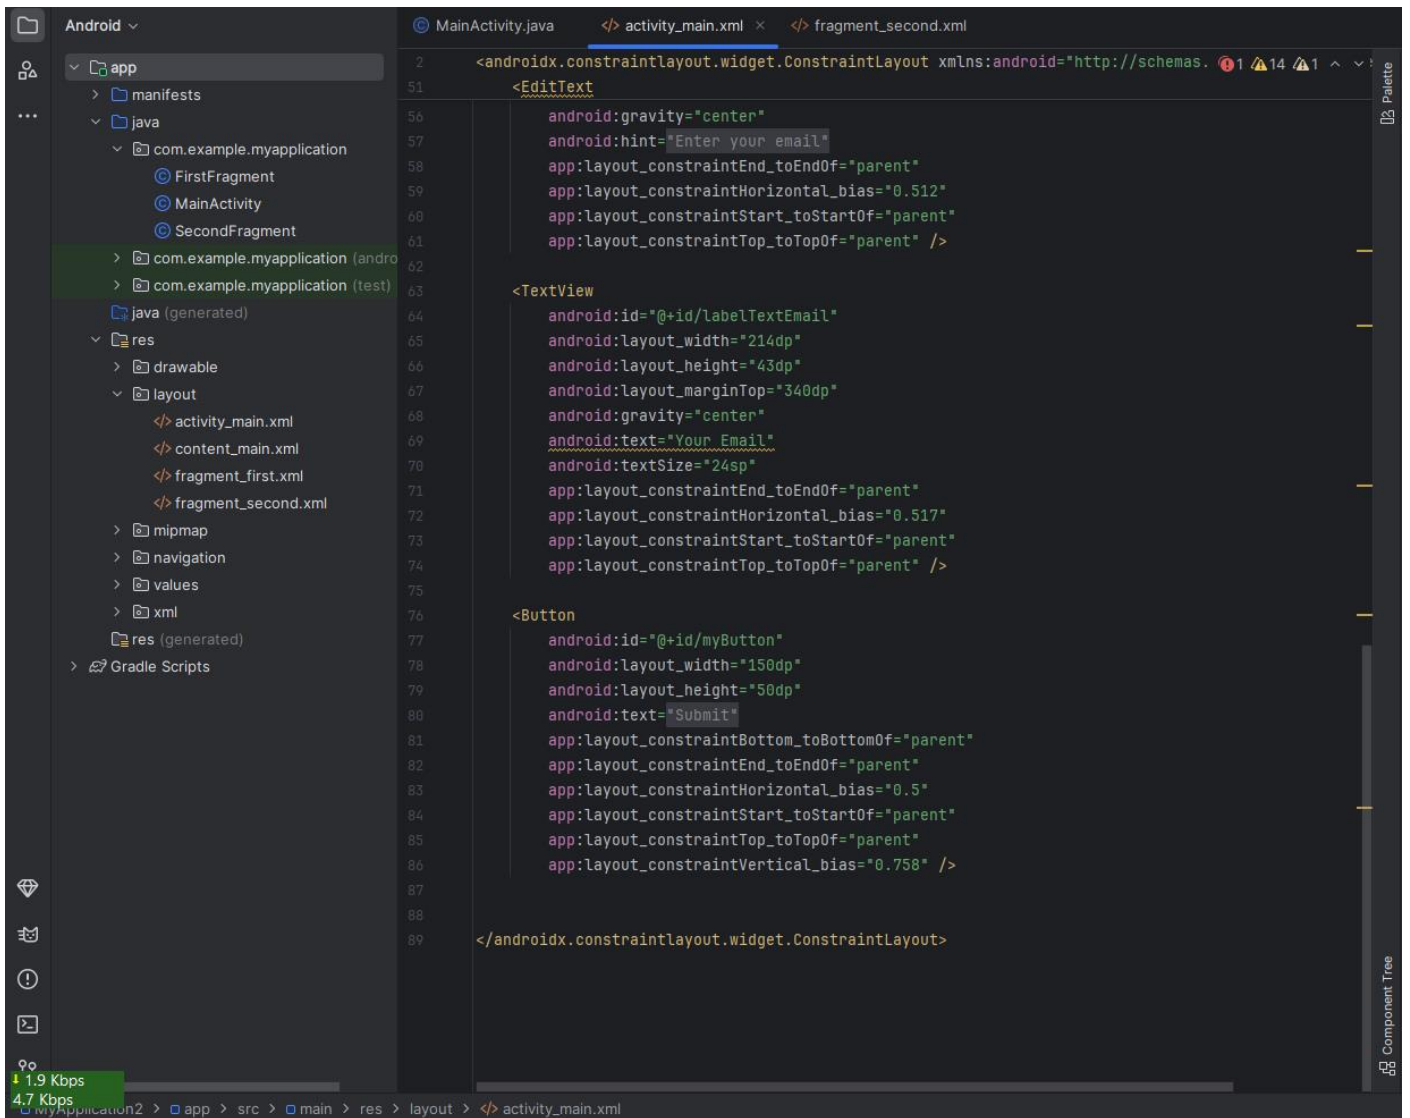 Android
MainActivity.java
activity_main.xml
fragment_second.xml
app
manifests
java
com.example.myapplication
FirstFragment
MainActivity
SecondFragment
com.example.myapplication (andro
com.example.myapplication (test)
java (generated)
res
drawable
layout
activity_main.xml
content_main.xml
fragment_first.xml
fragment_second.xml
mipmap
navigation
values
xml
res (generated)
Gradle Scripts
2 <androidx.constraintlayout.widget.ConstraintLayout xmlns:android="http://schemas. 1 14 1
51 <EditText
56 android:gravity="center"
57 android:hint="Enter your email"
58 app:layout_constraintEnd_toEndOf="parent"
59 app:layout_constraintHorizontal_bias="0.512"
60 app:layout_constraintStart_toStartOf="parent"
61 app:layout_constraintTop_toTopOf="parent" />
62
63 <TextView
64 android:id="@+id/labelTextEmail"
65 android:layout_width="214dp"
66 android:layout_height="43dp"
67 android:layout_marginTop="340dp"
68 android:gravity="center"
69 android:text="Your Email"
70 android:textSize="24sp"
71 app:layout_constraintEnd_toEndOf="parent"
72 app:layout_constraintHorizontal_bias="0.517"
73 app:layout_constraintStart_toStartOf="parent"
74 app:layout_constraintTop_toTopOf="parent" />
75
76 <Button
77 android:id="@+id/myButton"
78 android:layout_width="150dp"
79 android:layout_height="50dp"
80 android:text="Submit"
81 app:layout_constraintBottom_toBottomOf="parent"
82 app:layout_constraintEnd_toEndOf="parent"
83 app:layout_constraintHorizontal_bias="0.5"
84 app:layout_constraintStart_toStartOf="parent"
85 app:layout_constraintTop_toTopOf="parent"
86 app:layout_constraintVertical_bias="0.758" />
87
88
89 </androidx.constraintlayout.widget.ConstraintLayout>
Palette
Component Tree
1.9 Kbps
4.7 Kbps
MyApplication2 > app > src > main > res > layout > activity_main.xml